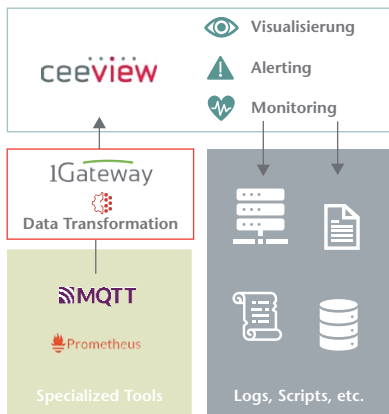 ceeview
Visualisierung
Alerting
Monitoring
1Gateway
Data Transformation
MQTT
Prometheus
Specialized Tools
Logs, Scripts, etc.